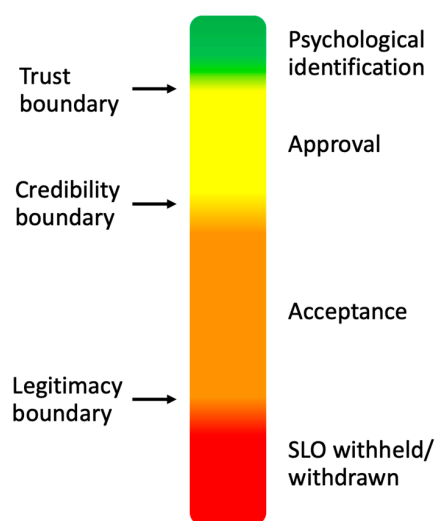 Psychological
identification
Trust
boundary
Approval
Credibility
boundary
Acceptance
Legitimacy
boundary
SLO withheld/
withdrawn